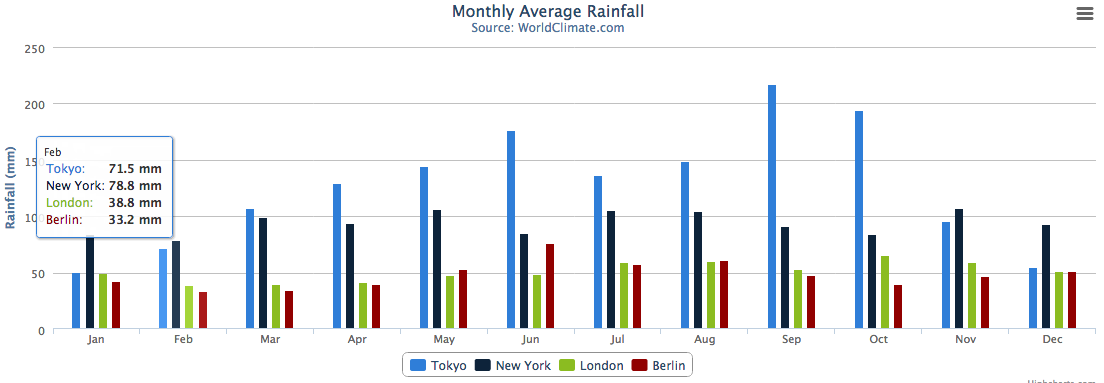 Monthly Average Rainfall
Source: WorldClimate.com
Rainfall (mm)
250
200
150
100
50
0
Feb
Tokyo: 71.5 mm
New York: 78.8 mm
London: 38.8 mm
Berlin: 33.2 mm
Jan Feb Mar Apr May Jun Jul Aug Sep Oct Nov Dec
Tokyo New York London Berlin
Highcharts.com